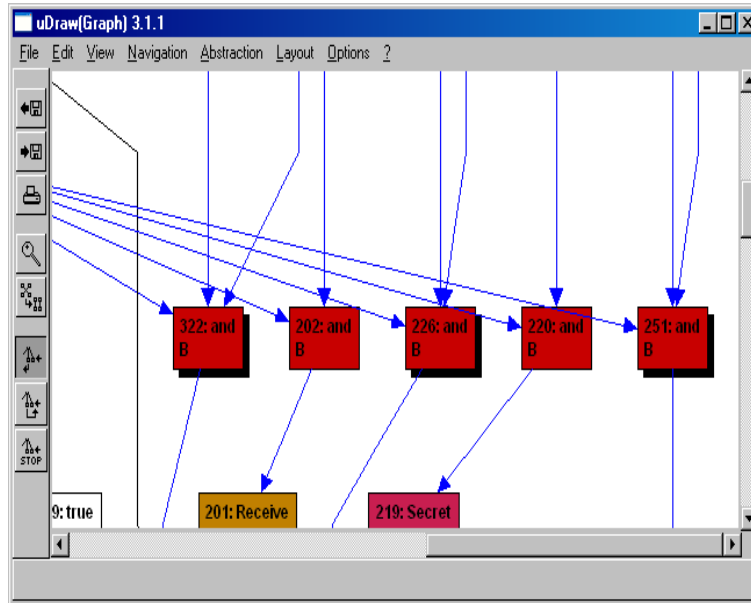 uDraw(Graph) 3.1.1
File Edit View Navigation Abstraction Layout Options ?
322: and
B
202: and
B
226: and
B
220: and
B
251: and
B
STOP
9: true
201: Receive
219: Secret